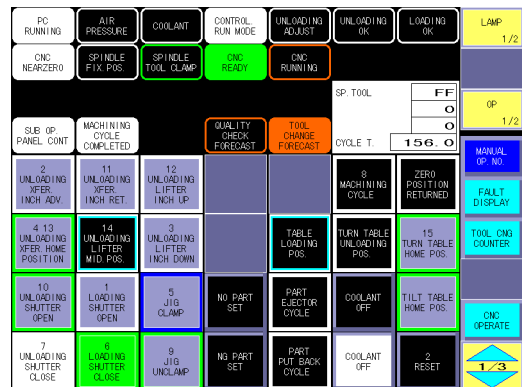 PC
RUNNING
AIR
PRESSURE
COOLANT
CONTROL.
RUN MODE
UNLOADING
ADJUST
UNLOADING
OK
LOADING
OK
LAMP
1/2
CNC
NEARZERO
SPINDLE
FIX. POS.
SPINDLE
TOOL CLAMP
CNC
READY
CNC
RUNNING
SP. TOOL
FF
O
O
CYCLE T.
156. O
OP
1/2
SUB OP.
PANEL CONT
MACHINING
CYCLE
COMPLETED
QUALITY
CHECK
FORECAST
TOOL
CHANGE
FORECAST
MANUAL
OP. NO.
2
UNLOADING
XFER.
INCH ADV.
11
UNLOADING
XFER.
INCH RET.
12
UNLOADING
LIFTER
INCH UP
8
MACHINING
CYCLE
ZERO
POSITION
RETURNED
FAULT
DISPLAY
4 13
UNLOADING
XFER. HOME
POSITION
14
UNLOADING
LIFTER
MID. POS.
3
UNLOADING
LIFTER
INCH DOWN
TABLE
LOADING
POS.
TURN TABLE
UNLOADING
POS.
15
TURN TABLE
HOME POS.
TOOL CNG
COUNTER
10
UNLOADING
SHUTTER
OPEN
1
LOADING
SHUTTER
OPEN
5
JIG
CLAMP
NO PART
SET
PART
EJECTOR
CYCLE
COOLANT
OFF
TILT TABLE
HOME POS.
CNC
OPERATE
7
UNLOADING
SHUTTER
CLOSE
6
LOADING
SHUTTER
CLOSE
9
JIG
UNCLAMP
NG PART
SET
PART
PUT BACK
CYCLE
COOLANT
OFF
2
RESET
1/3